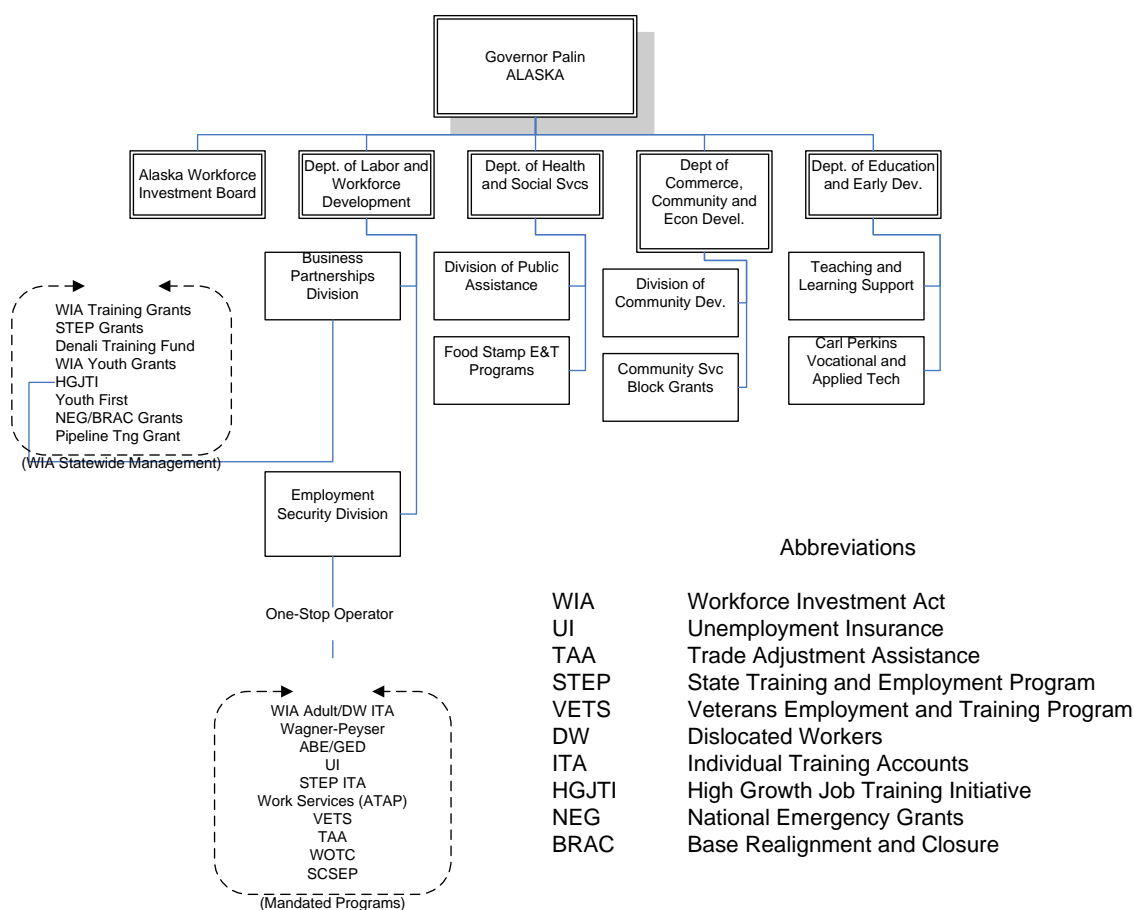 Governor Palin
ALASKA
Alaska Workforce
Investment Board
Dept. of Labor and
Workforce
Development
Dept. of Health
and Social Svcs
Dept of
Commerce,
Community and
Econ Devel.
Dept. of Education
and Early Dev.
Business
Partnerships
Division
Division of Public
Assistance
Division of
Community Dev.
Teaching and
Learning Support
WIA Training Grants
STEP Grants
Denali Training Fund
WIA Youth Grants
HGJTI
Youth First
NEG/BRAC Grants
Pipeline Tng Grant
(WIA Statewide Management)
Food Stamp E&T
Programs
Community Svc
Block Grants
Carl Perkins
Vocational and
Applied Tech
Employment
Security Division
One-Stop Operator
WIA Adult/DW ITA
Wagner-Peyser
ABE/GED
UI
STEP ITA
Work Services (ATAP)
VETS
TAA
WOTC
SCSEP
(Mandated Programs)
Abbreviations
WIA Workforce Investment Act
UI Unemployment Insurance
TAA Trade Adjustment Assistance
STEP State Training and Employment Program
VETS Veterans Employment and Training Program
DW Dislocated Workers
ITA Individual Training Accounts
HGJTI High Growth Job Training Initiative
NEG National Emergency Grants
BRAC Base Realignment and Closure